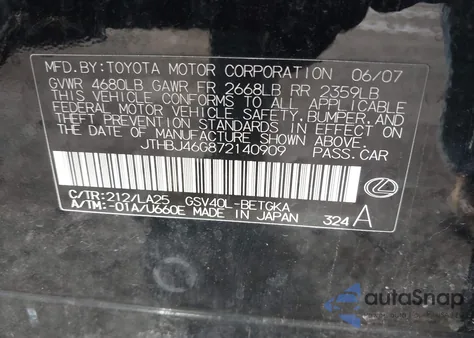 MFD.BY: TOYOTA MOTOR CORPORATION 06/07
GVWR 4680LB GAWR FR 2668LB RR 2359LB
THIS VEHICLE CONFORMS TO ALL APPLICABLE
FEDERAL MOTOR VEHICLE SAFETY, BUMPER, AND
THEFT PREVENTION STANDARDS IN EFFECT ON
THE DATE OF MANUFACTURE SHOWN ABOVE.
JTHBJ46G872140909 PASS.CAR
C/TR: 212/LA25 GSV40L-BETGKA
A/TM: -01A/U660E MADE IN JAPAN 324 A
autoSnap
www.autosnap